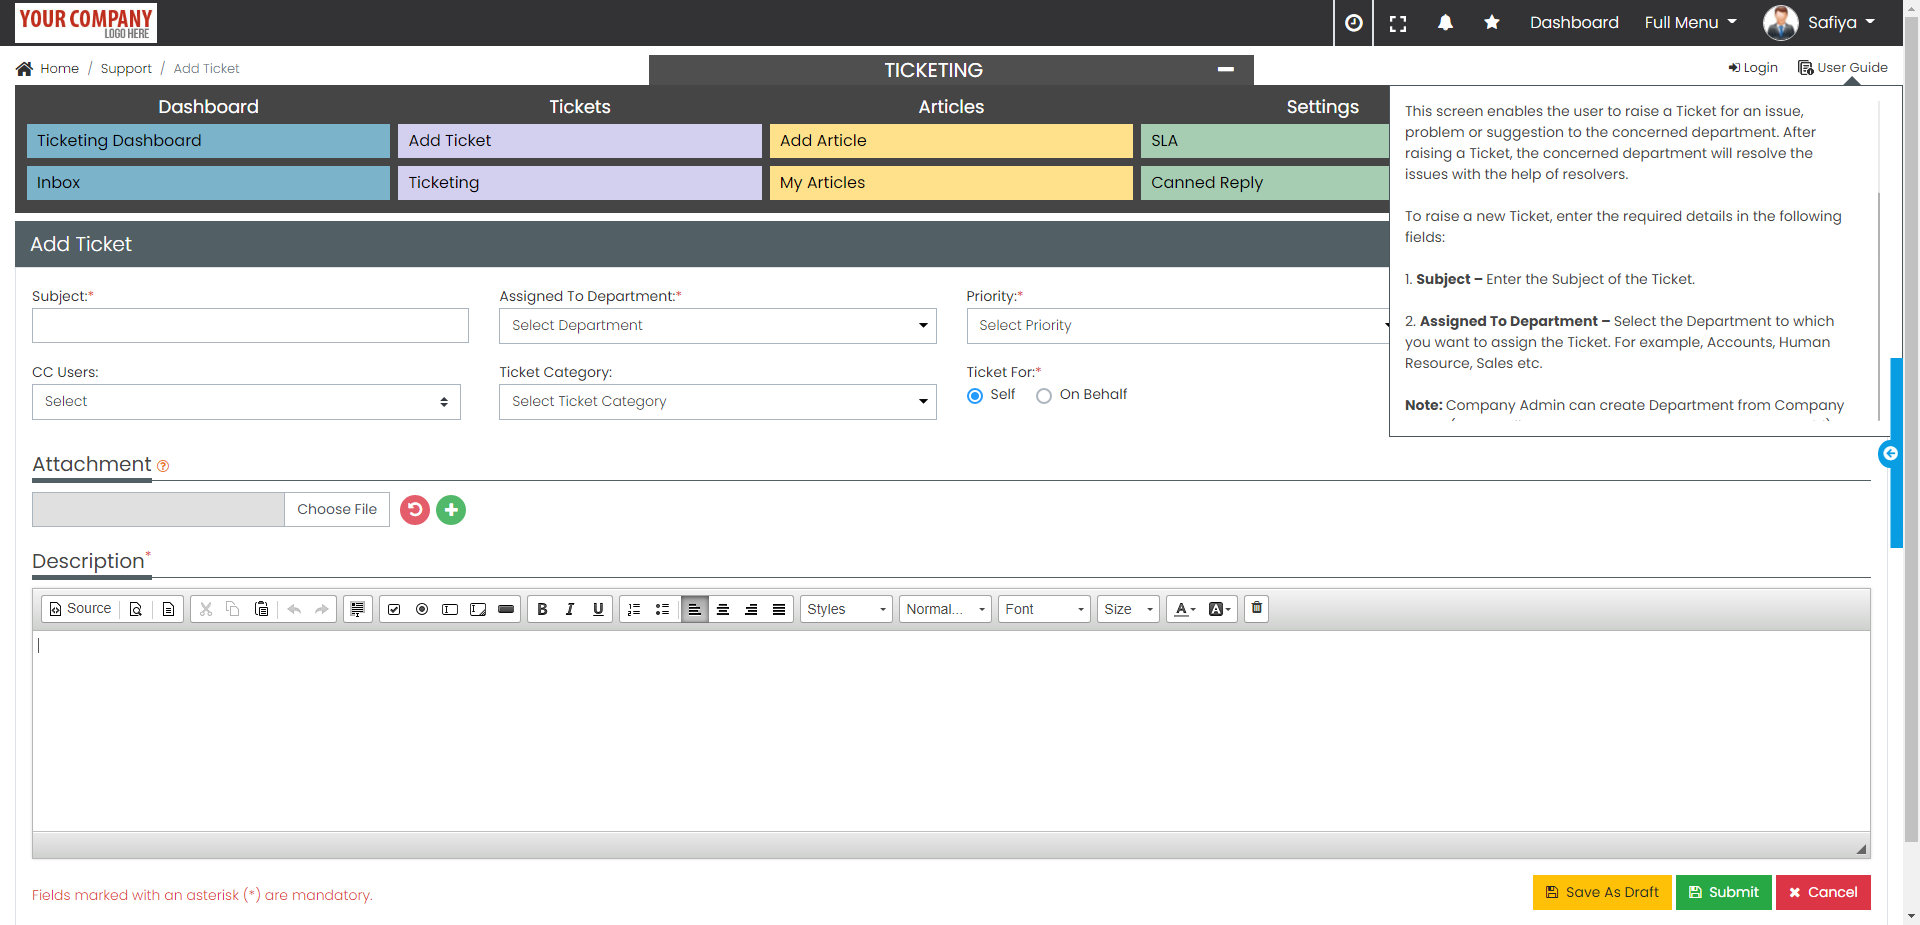 YOUR COMPANY
LOGO HERE
Dashboard
Full Menu
Safiya
Home / Support / Add Ticket
TICKETING
Login
User Guide
Dashboard
Tickets
Articles
Settings
Ticketing Dashboard
Add Ticket
Add Article
SLA
Inbox
Ticketing
My Articles
Canned Reply
This screen enables the user to raise a Ticket for an issue,
problem or suggestion to the concerned department. After
raising a Ticket, the concerned department will resolve the
issues with the help of resolvers.
To raise a new Ticket, enter the required details in the following
fields:
1. Subject – Enter the Subject of the Ticket.
2. Assigned To Department – Select the Department to which
you want to assign the Ticket. For example, Accounts, Human
Resource, Sales etc.
Note: Company Admin can create Department from Company
Add Ticket
Subject:*
Assigned To Department:*
Priority:*
Select Department
Select Priority
CC Users:
Ticket Category:
Ticket For:*
Select
Select Ticket Category
Self
On Behalf
Attachment
Choose File
Description*
Source
B I U
Styles
Normal...
Font
Size
A
A
Fields marked with an asterisk (*) are mandatory.
Save As Draft
Submit
Cancel